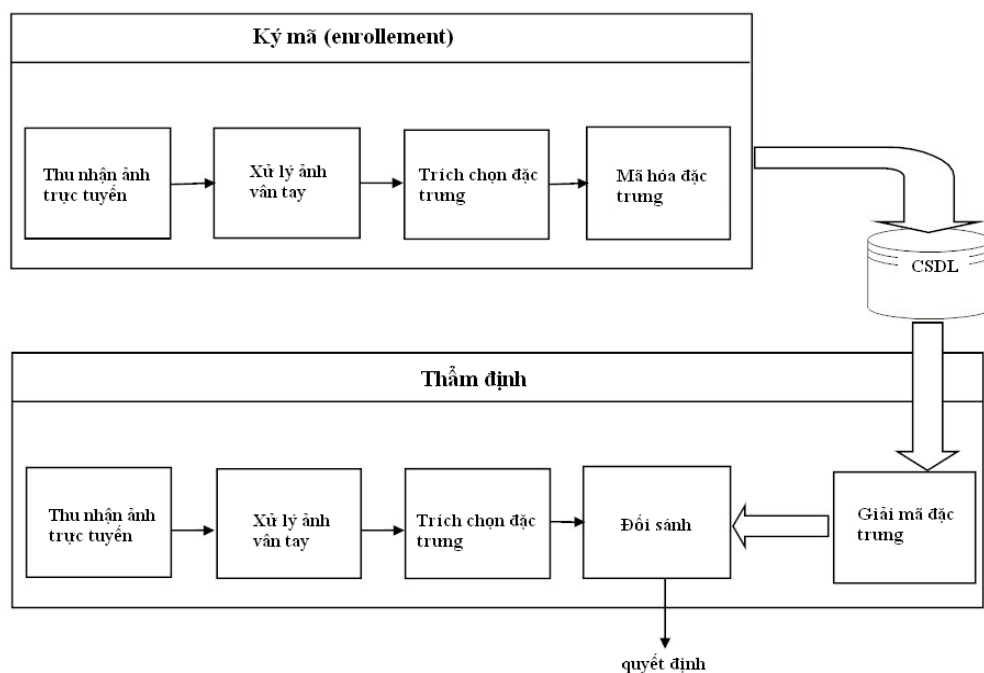 Ký mã (enrollement)
Thu nhận ảnh
trực tuyến
Xử lý ảnh
vân tay
Trích chọn đặc
trưng
Mã hóa đặc
trưng
CSDL
Thẩm định
Thu nhận ảnh
trực tuyến
Xử lý ảnh
vân tay
Trích chọn đặc
trưng
Đối sánh
Giải mã đặc
trưng
quyết định